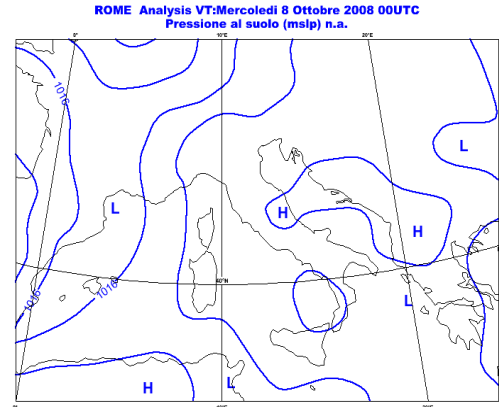 ROME Analysis VT:Mercoledi 8 Ottobre 2008 00UTC
Pressione al suolo (mslp) n.a.
0°
10°E
20°E
1016
L
L
H
H
40°N
1016
1016
L
H
L